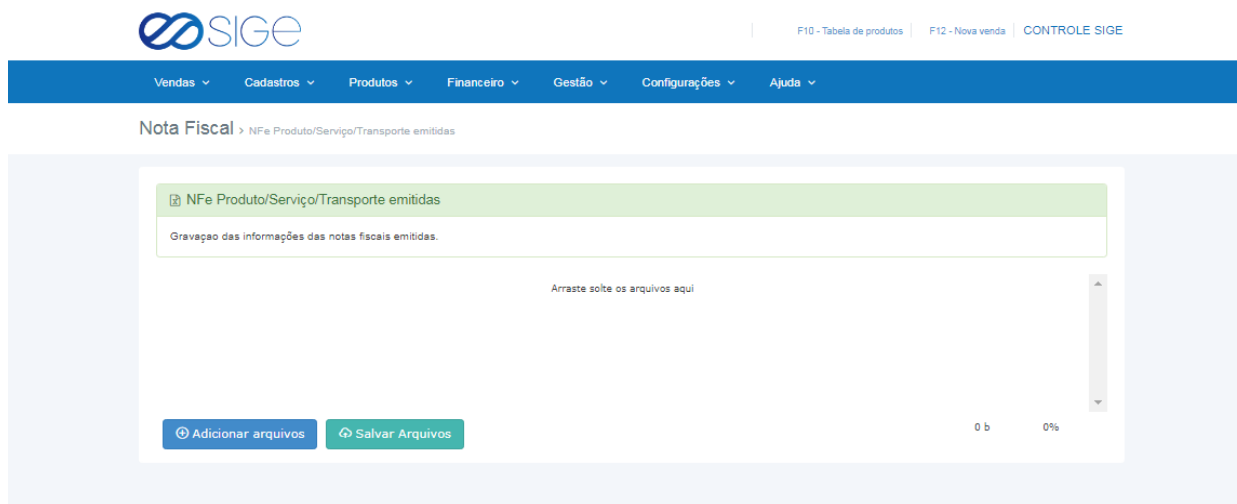 SIGE
F10 - Tabela de produtos F12 - Nova venda CONTROLE SIGE
Vendas Cadastros Produtos Financeiro Gestão Configurações Ajuda
Nota Fiscal > NFe Produto/Serviço/Transporte emitidas
NFe Produto/Serviço/Transporte emitidas
Gravaçao das informações das notas fiscais emitidas.
Arraste solte os arquivos aqui
Adicionar arquivos Salvar Arquivos 0 b 0%